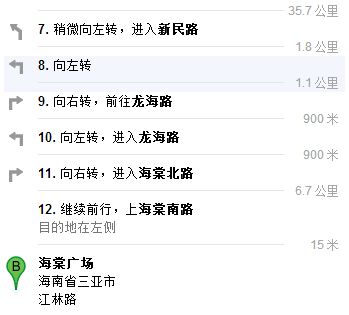 35.7 公里
7. 稍微向左转，进入新民路
1.8 公里
8. 向左转
1.1 公里
9. 向右转，前往龙海路
900 米
10. 向左转，进入龙海路
900 米
11. 向右转，进入海棠北路
6.7 公里
12. 继续前行，上海棠南路
目的地在左侧
15 米
B
海棠广场
海南省三亚市
江林路